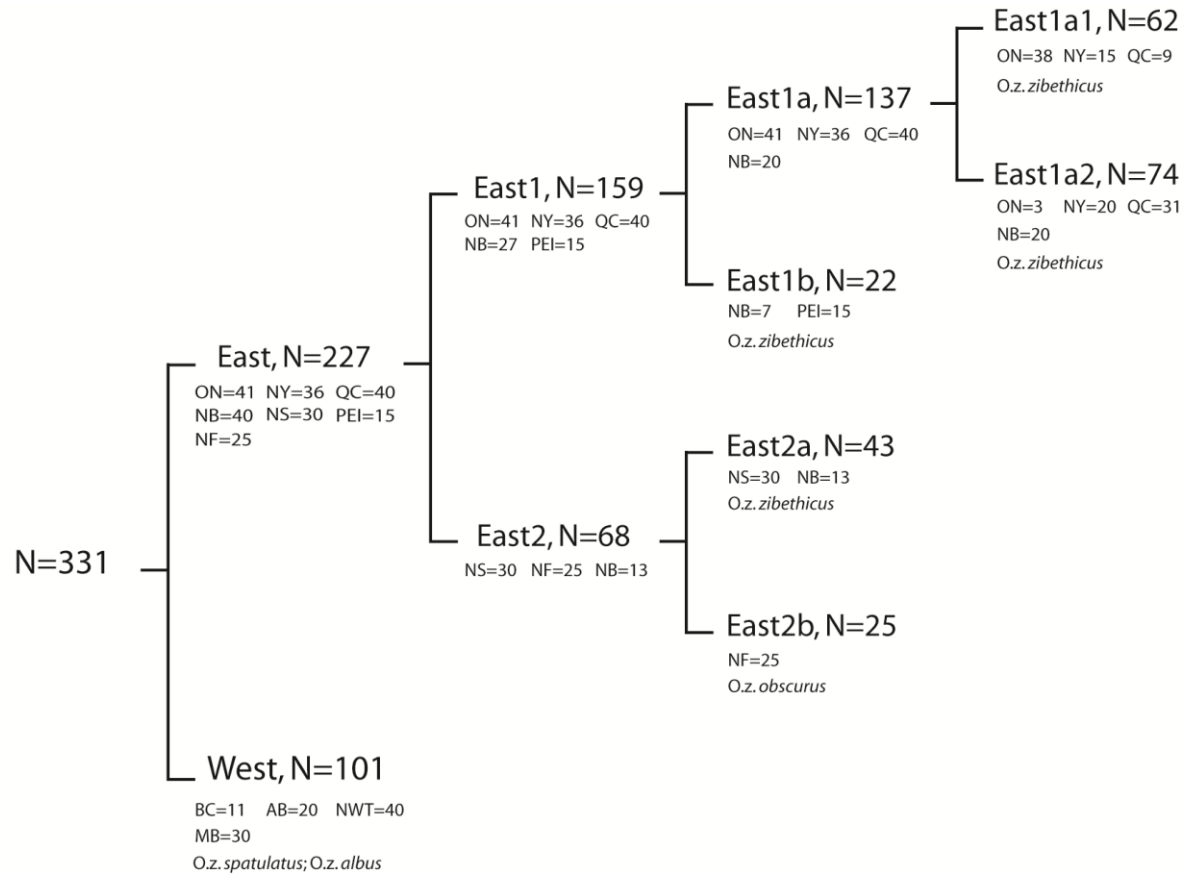 East1a1, N=62
ON=38 NY=15 QC=9
O.z. zibethicus
East1a, N=137
ON=41 NY=36 QC=40
NB=20
East1a2, N=74
ON=3 NY=20 QC=31
NB=20
O.z. zibethicus
East1, N=159
ON=41 NY=36 QC=40
NB=27 PEI=15
East1b, N=22
NB=7 PEI=15
O.z. zibethicus
East, N=227
ON=41 NY=36 QC=40
NB=40 NS=30 PEI=15
NF=25
East2a, N=43
NS=30 NB=13
O.z. zibethicus
East2, N=68
NS=30 NF=25 NB=13
N=331
East2b, N=25
NF=25
O.z. obscurus
West, N=101
BC=11 AB=20 NWT=40
MB=30
O.z. spatulatus; O.z. albus